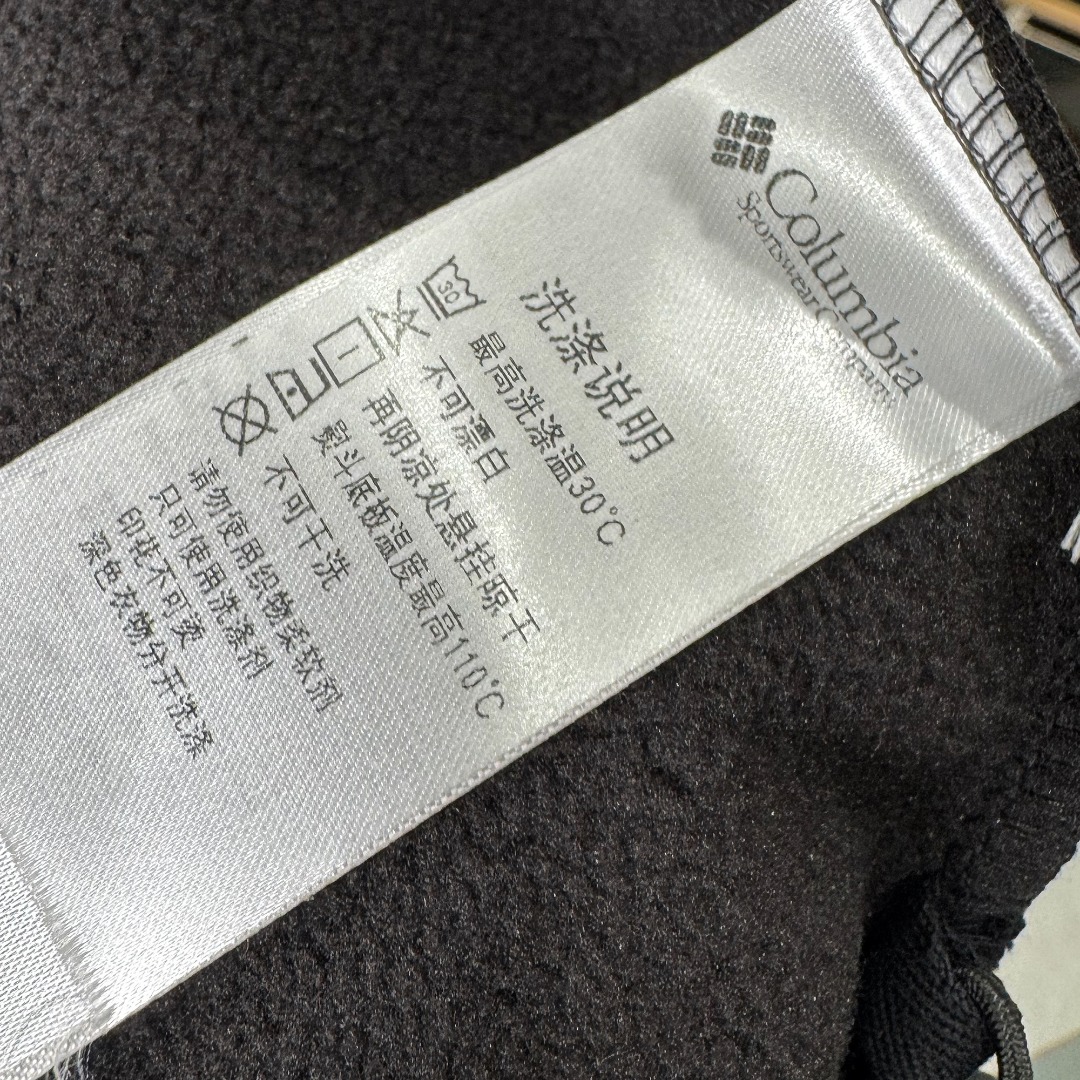 Columbia
Sportswear Company
洗涤说明
最高洗涤温30℃
30
不可漂白
再阴凉处悬挂晾干
熨斗底板温度最高110℃
不可干洗
请勿使用织物柔软剂
只可使用洗涤剂
印花不可烫
深色衣物分开洗涤